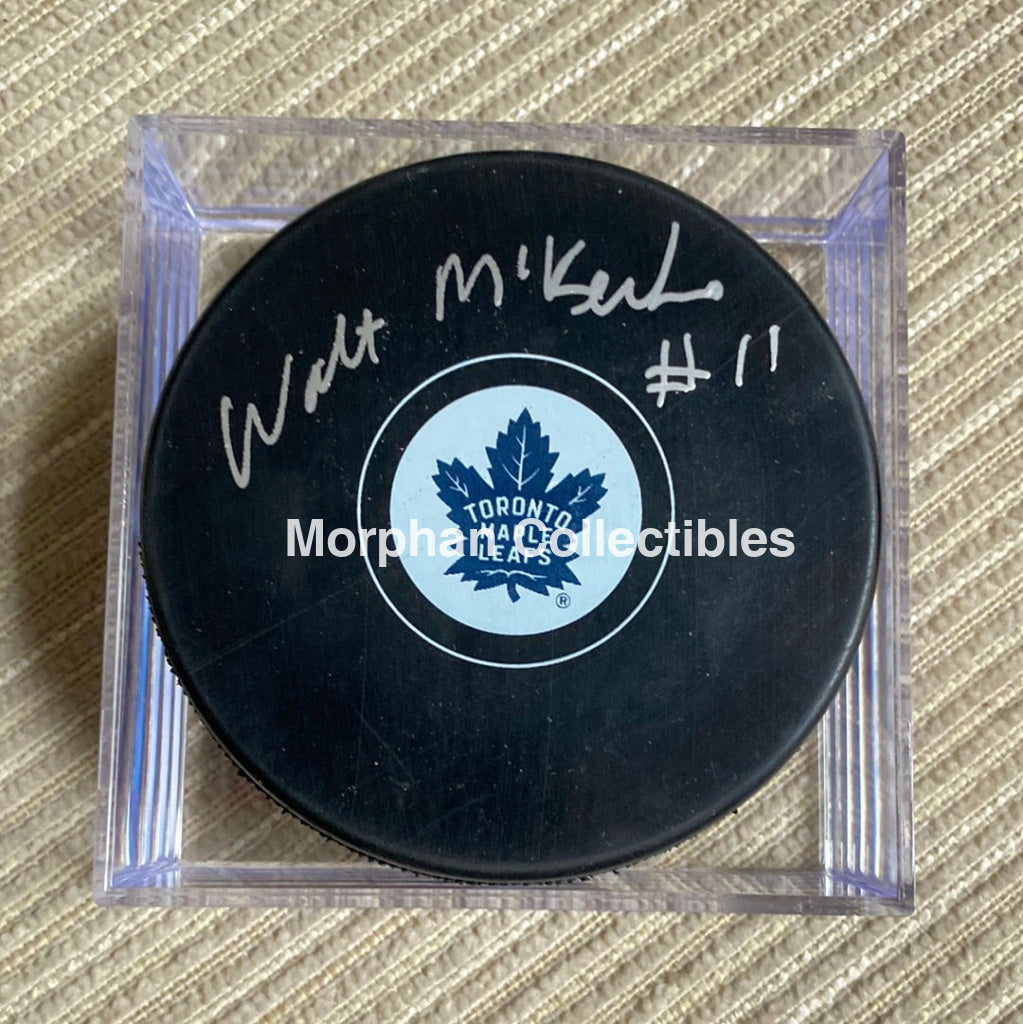 Walt McKechnie
#11
TORONTO
MAPLE
LEAFS
®
Morphan Collectibles